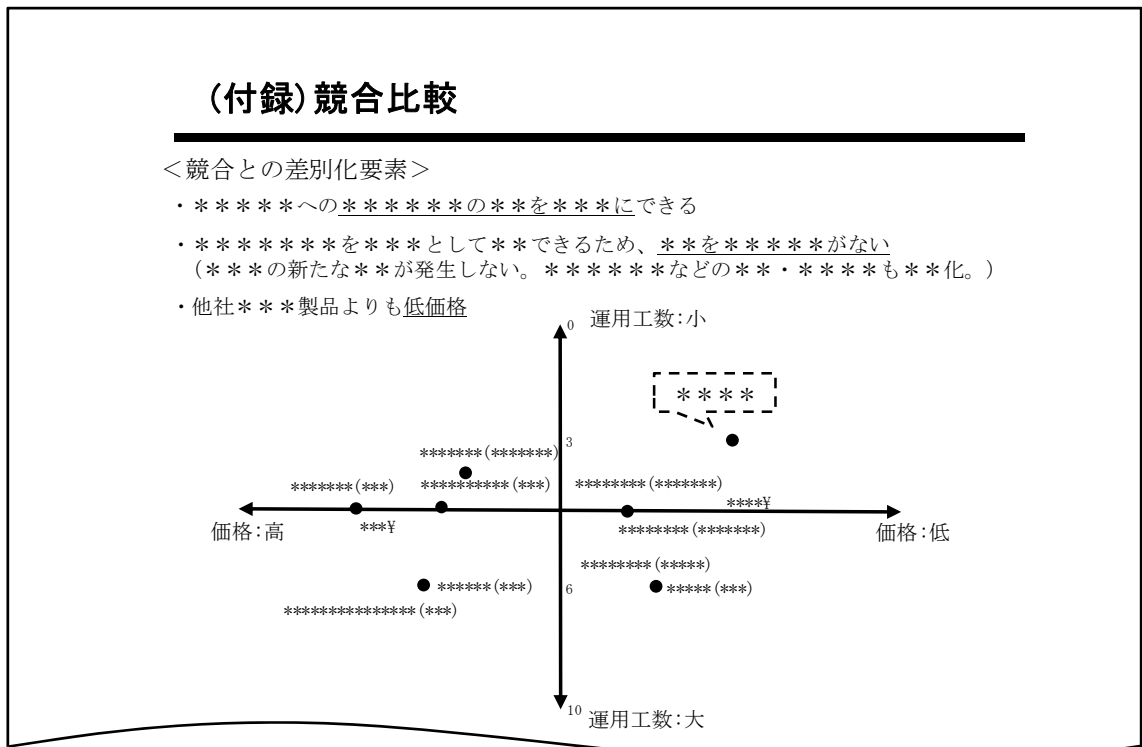 (付録)競合比較
＜競合との差別化要素＞
・＊＊＊＊＊への＊＊＊＊＊＊の＊＊を＊＊＊にできる
・＊＊＊＊＊＊＊を＊＊＊として＊＊できるため、＊＊を＊＊＊＊＊がない
（＊＊＊の新たな＊＊が発生しない。＊＊＊＊＊＊などの＊＊・＊＊＊＊も＊＊化。）
・他社＊＊＊製品よりも低価格
0 運用工数:小
＊＊＊＊
3
*******(*******)
*******(***)
**********(***)
********(*******)
***¥
****¥
価格:高
********(*******)
価格:低
********(*****)
******(***)
6
*****(***)
***************(***)
10 運用工数:大